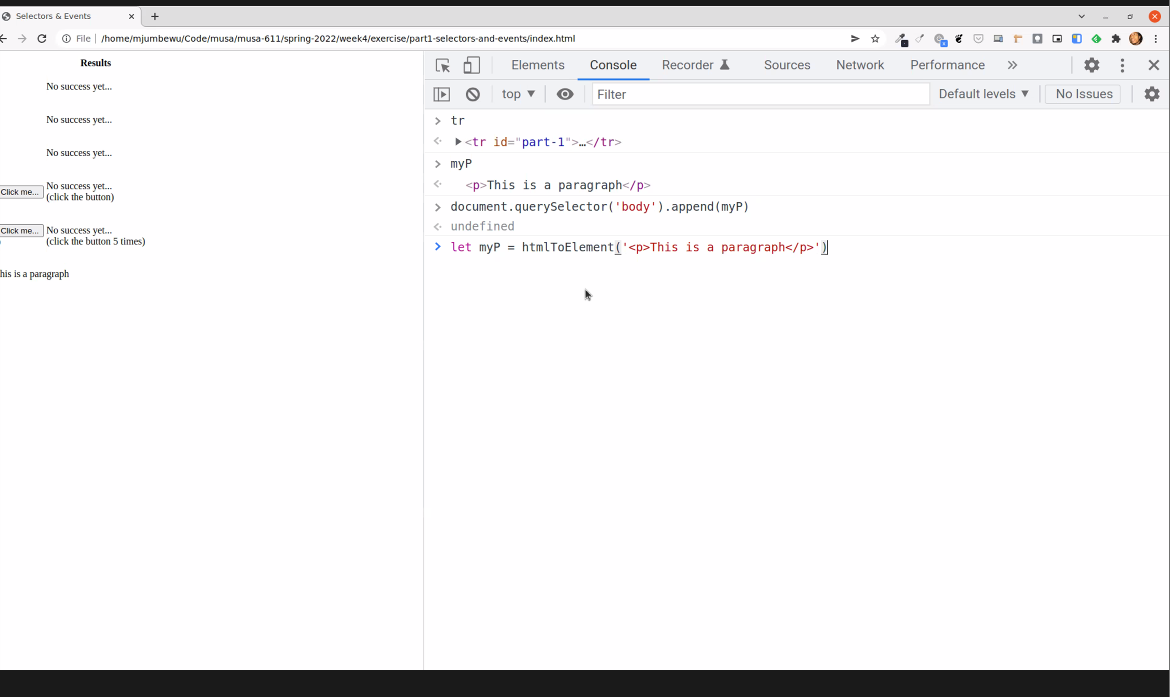 Selectors & Events
File /home/mjumbewu/Code/musa/musa-611/spring-2022/week4/exercise/part1-selectors-and-events/index.html
Elements Console Recorder Sources Network Performance
top Filter Default levels No Issues
Results
No success yet...
No success yet...
No success yet...
Click me... No success yet...
(click the button)
Click me... No success yet...
(click the button 5 times)
his is a paragraph
tr
<tr id="part-1">…</tr>
myP
<p>This is a paragraph</p>
document.querySelector('body').append(myP)
undefined
let myP = htmlToElement('<p>This is a paragraph</p>')